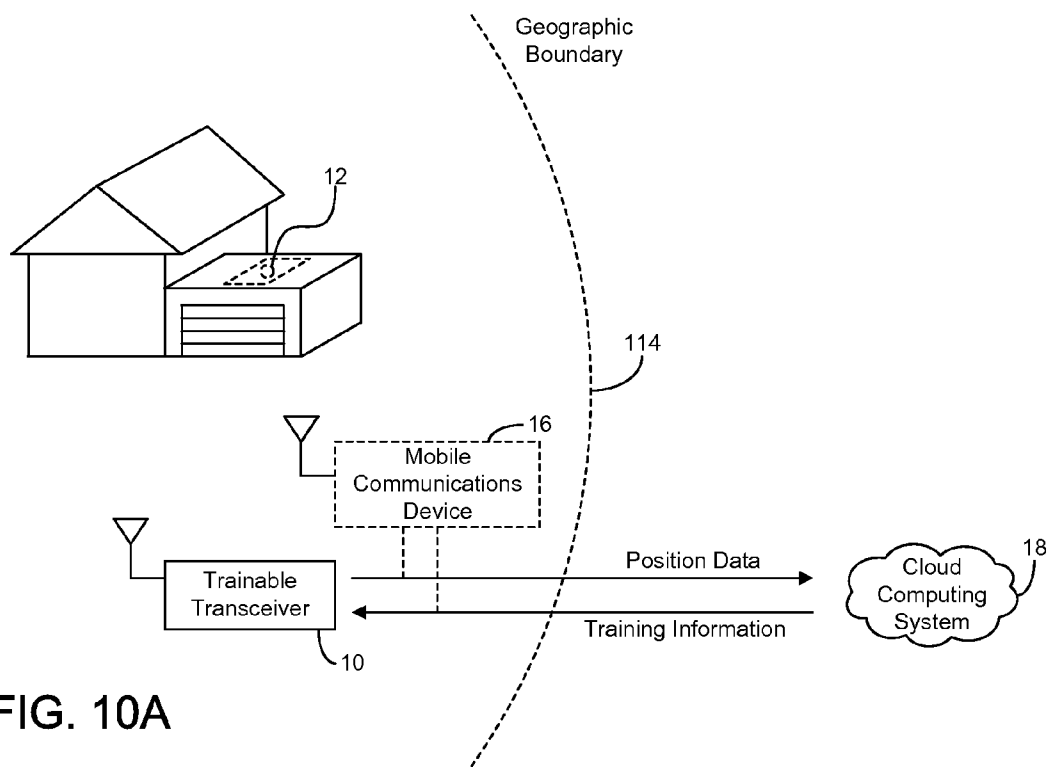 Geographic
Boundary
12
114
16
Mobile
Communications
Device
Position Data
Cloud
Computing
System
18
Trainable
Transceiver
Training Information
10
FIG. 10A